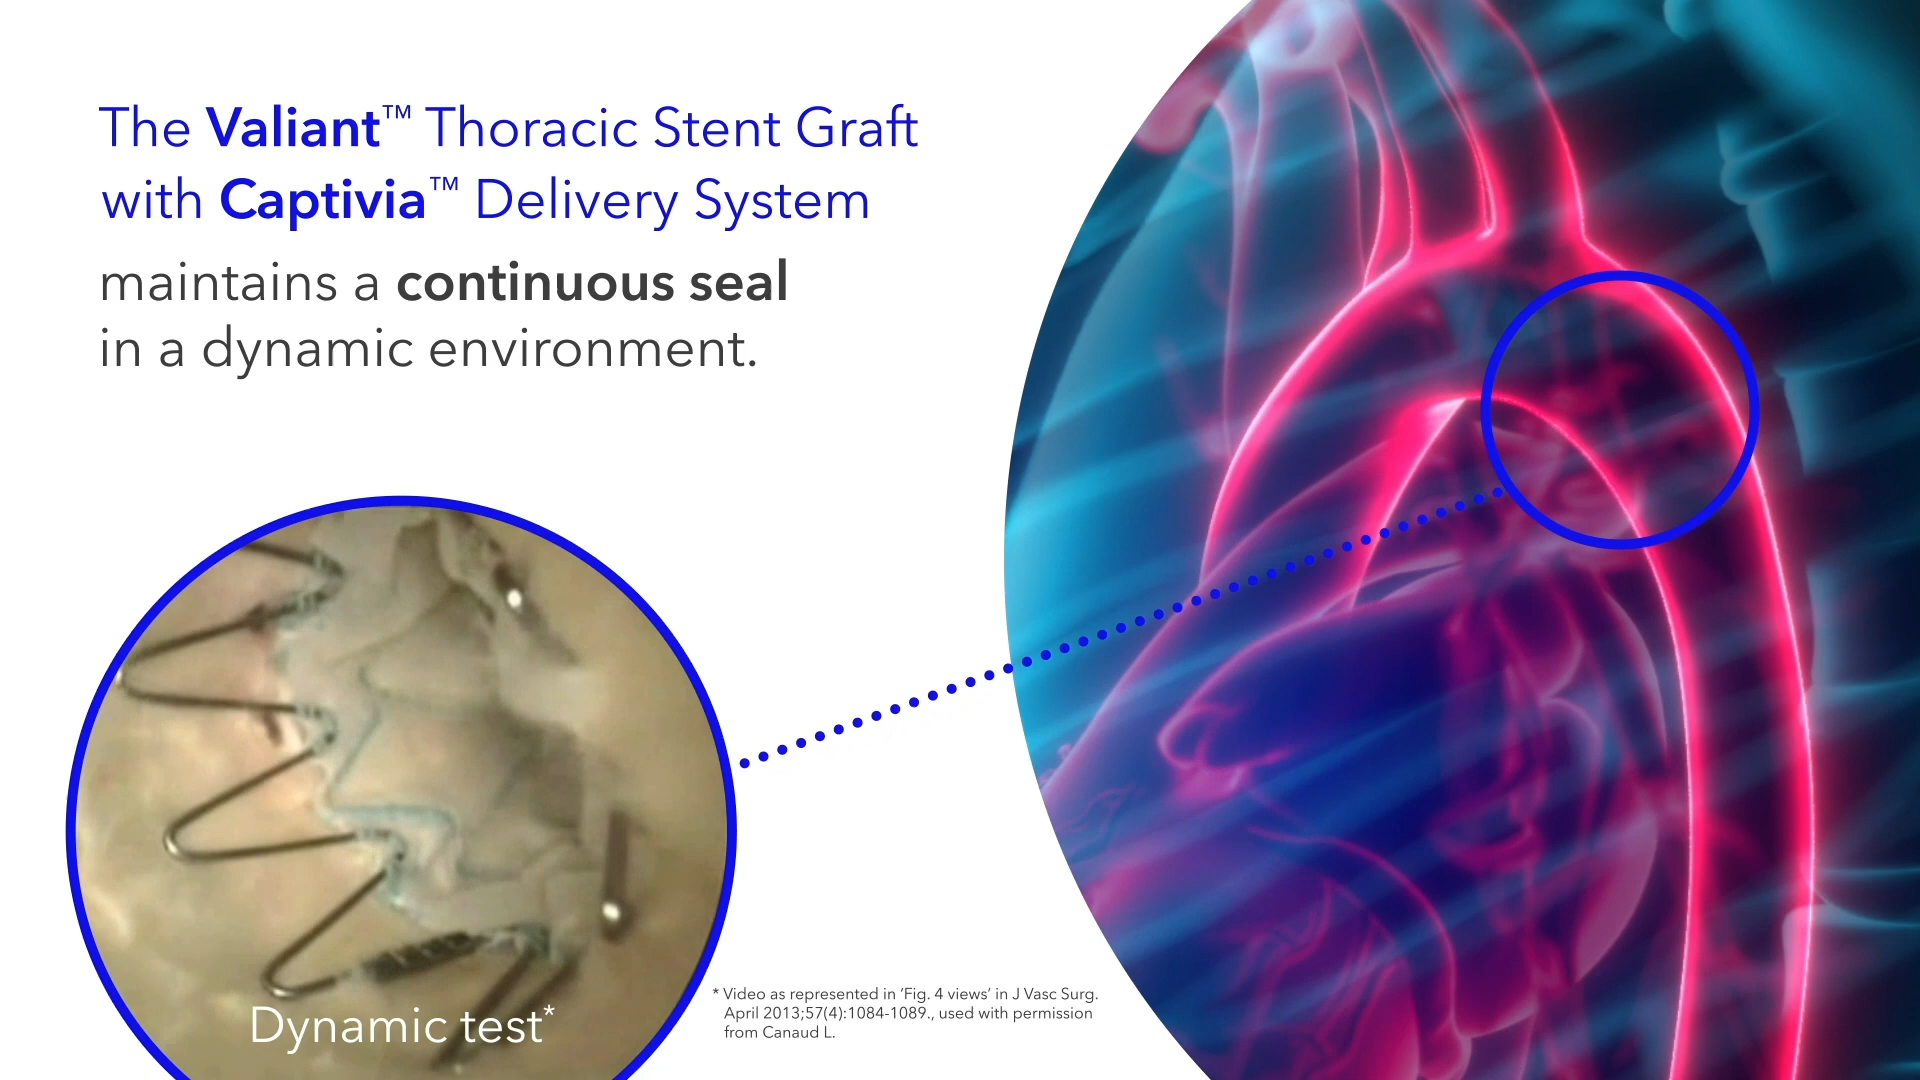 The Valiant™ Thoracic Stent Graft
with Captivia™ Delivery System
maintains a continuous seal
in a dynamic environment.
Dynamic test*
* Video as represented in ‘Fig. 4 views’ in J Vasc Surg.
April 2013;57(4):1084-1089., used with permission
from Canaud L.